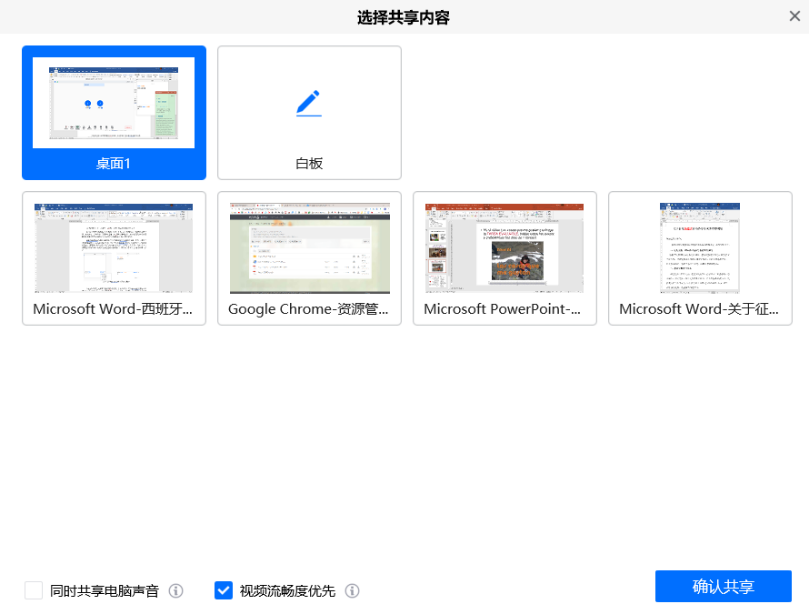 选择共享内容
桌面1
白板
Microsoft Word-西班牙...
Google Chrome-资源管...
Microsoft PowerPoint-...
Microsoft Word-关于征...
同时共享电脑声音
视频流畅度优先
确认共享